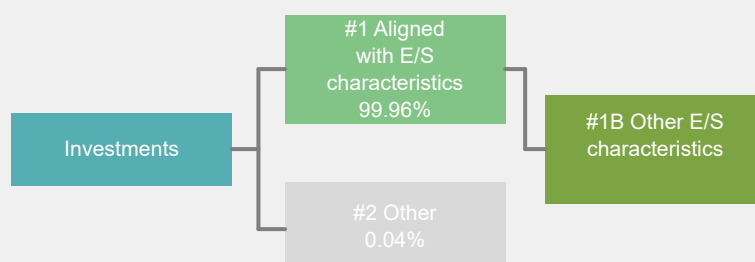 Investments
#1 Aligned
with E/S
characteristics
99.96%
#2 Other
0.04%
#1B Other E/S
characteristics